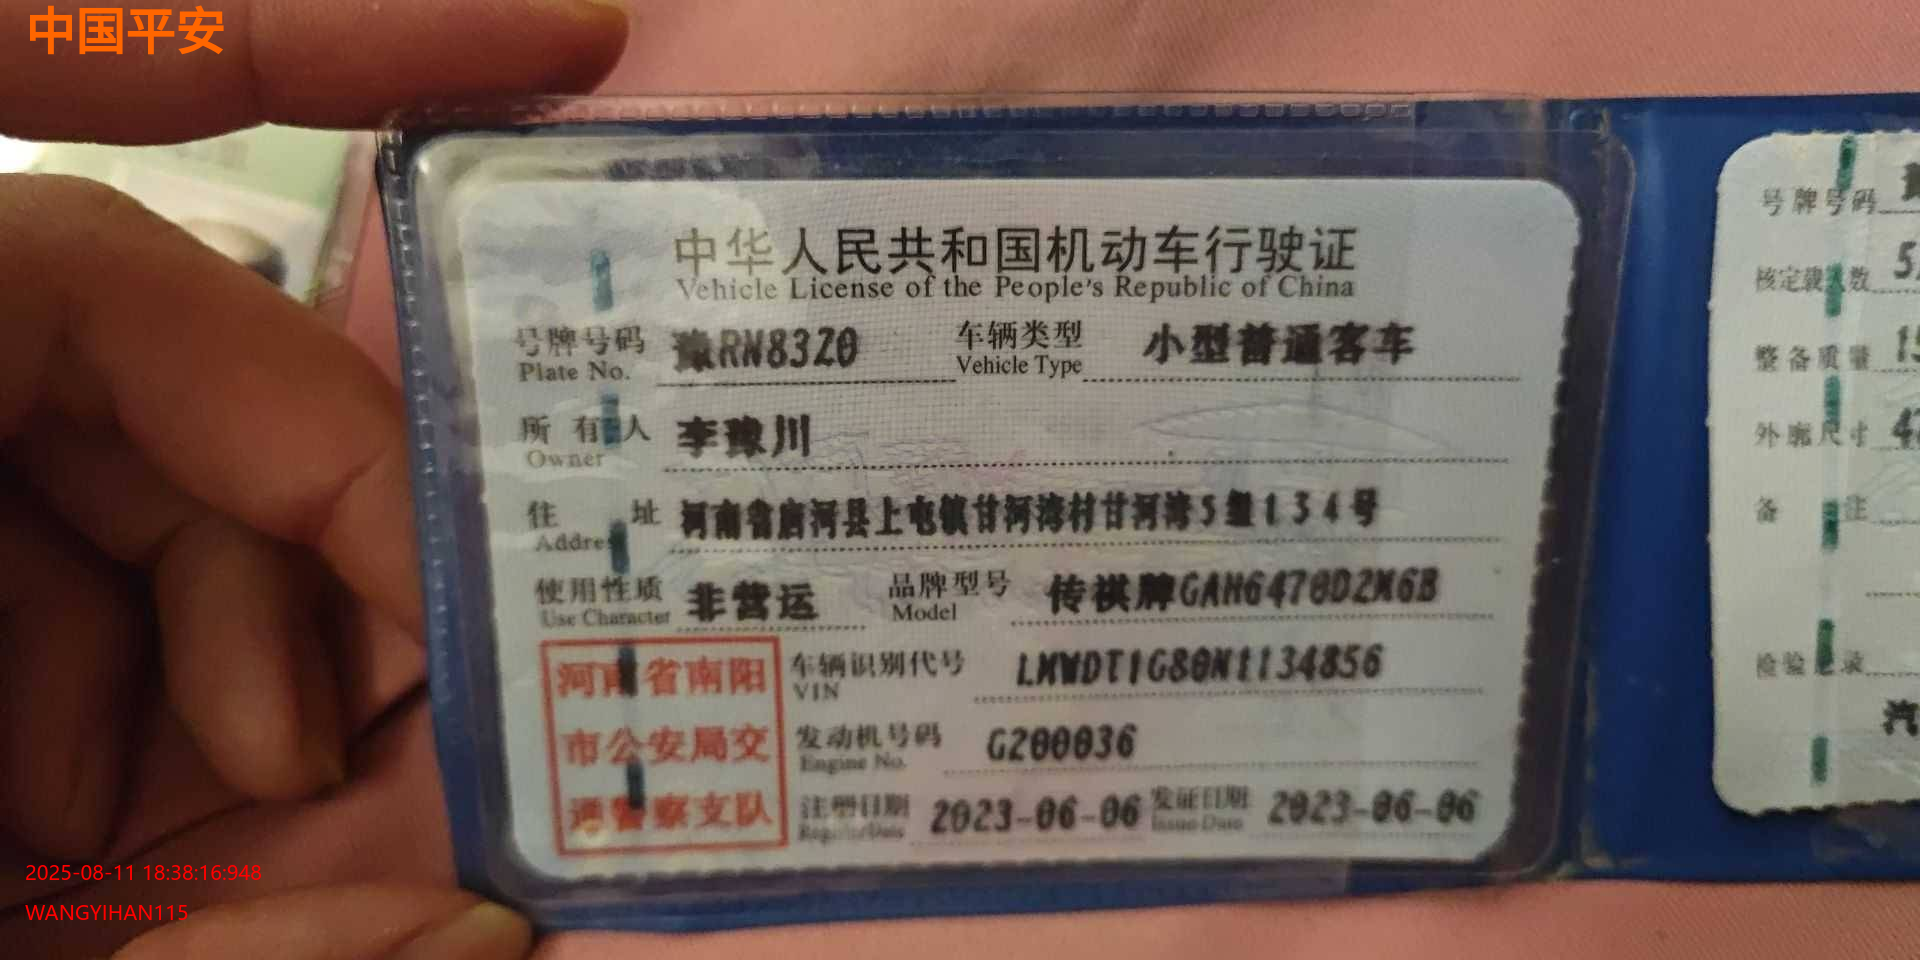 中国平安
中华人民共和国机动车行驶证
Vehicle License of the People's Republic of China
号牌号码 豫RN83Z0 车辆类型 小型普通客车
Plate No. Vehicle Type
所有人 李豫川
Owner
住址 河南省唐河县上屯镇甘河湾村甘河湾5组134号
Address
使用性质 非营运 品牌型号 传祺牌GAH6470D2M6B
Use Character Model
河南省南阳
市公安局交
通警察支队
车辆识别代号 LMWDT1G80N1134856
VIN
发动机号码 G200036
Engine No.
注册日期 2023-06-06 发证日期 2023-06-06
Register Date Issue Date
号牌号码
核定载人数 5
整备质量 15
外廓尺寸 4
备注
检验记录
汽
2025-08-11 18:38:16:948
WANGYIHAN115